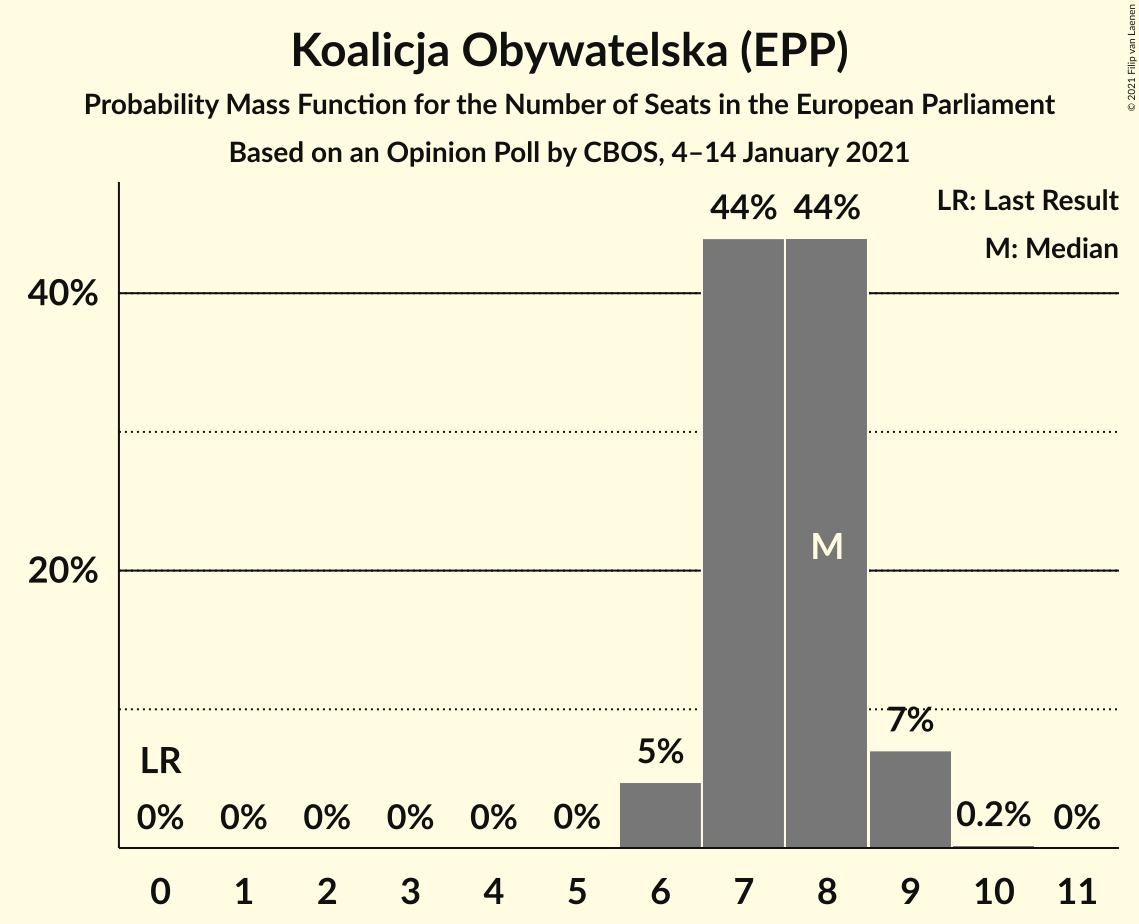 Koalicja Obywatelska (EPP)
Probability Mass Function for the Number of Seats in the European Parliament
Based on an Opinion Poll by CBOS, 4–14 January 2021
© 2021 Filip van Laenen
LR: Last Result
M: Median
44% 44%
40%
M
20%
7%
5%
LR
0% 0% 0% 0% 0% 0% 0.2% 0%
0 1 2 3 4 5 6 7 8 9 10 11